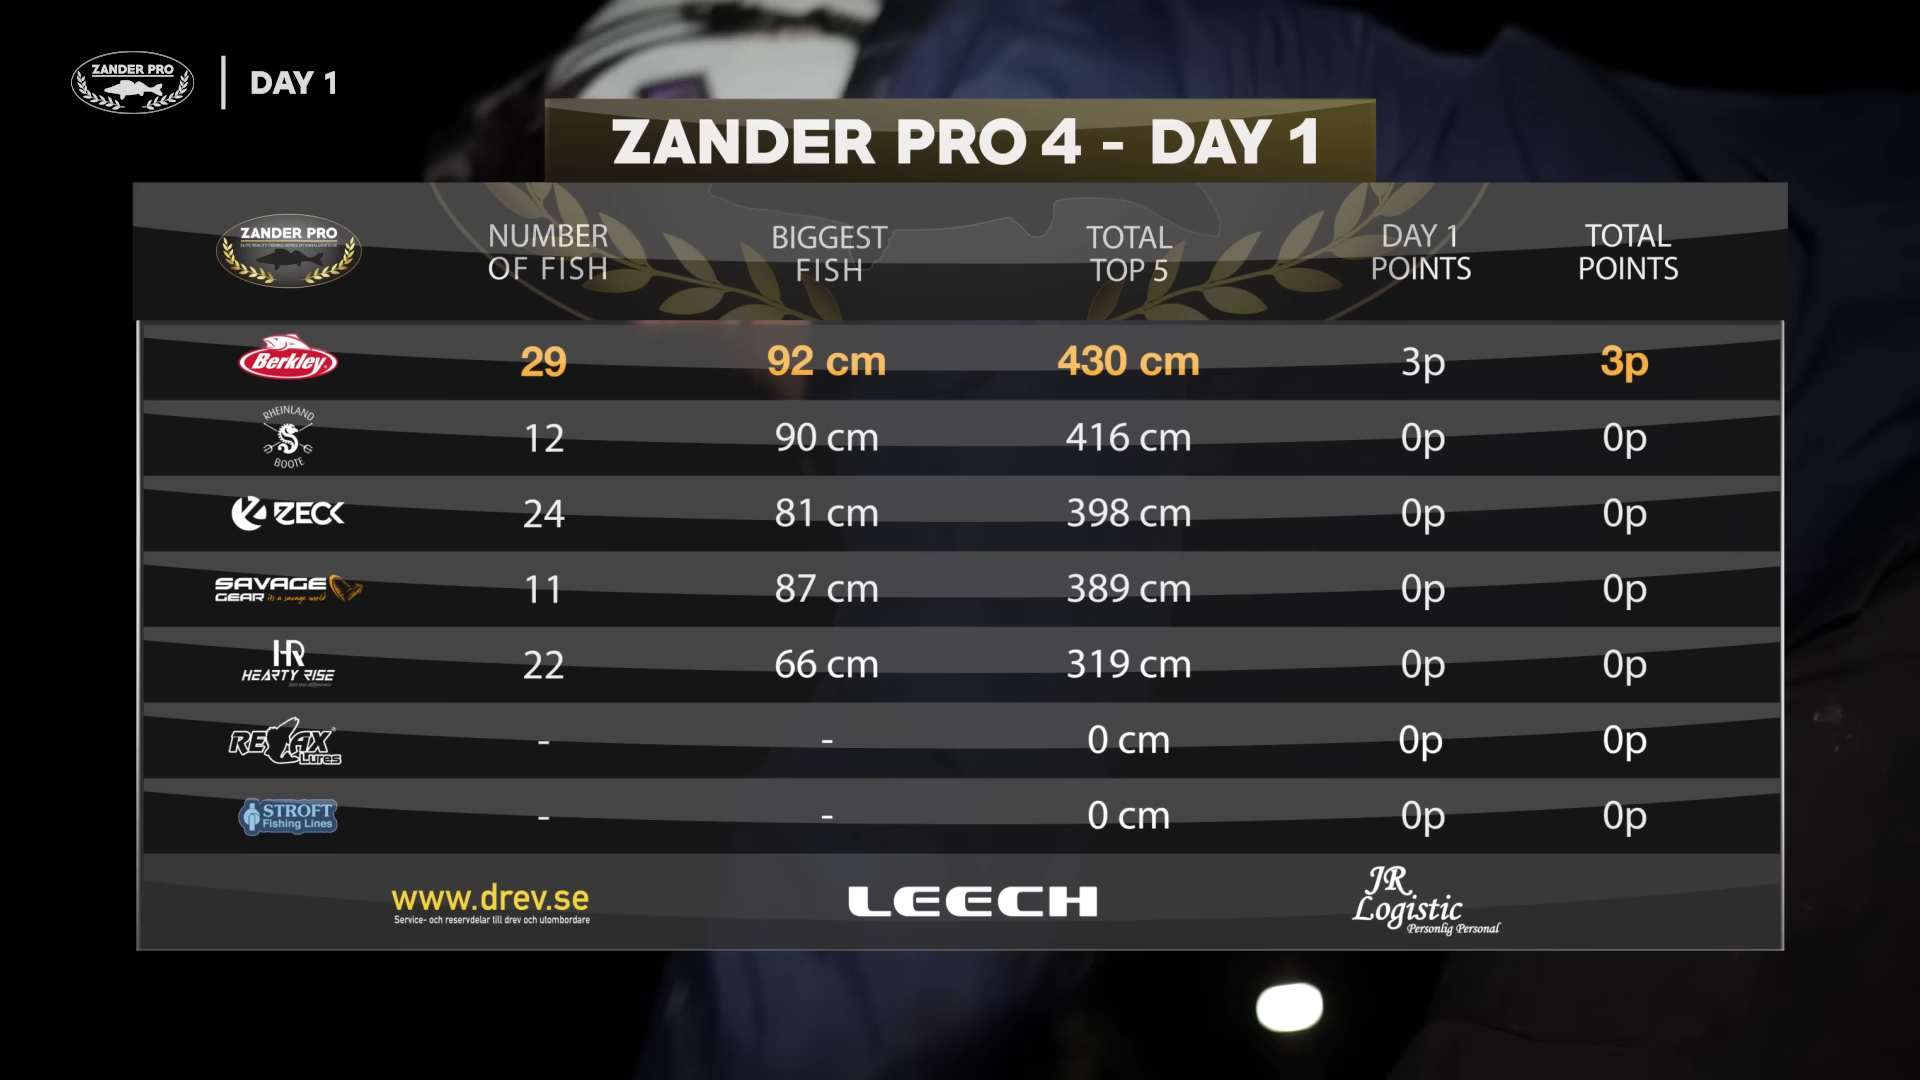 ZANDER PRO
DAY 1
ZANDER PRO 4 - DAY 1
ZANDER PRO
NUMBER OF FISH
BIGGEST FISH
TOTAL TOP 5
DAY 1 POINTS
TOTAL POINTS
Berkley 29 92 cm 430 cm 3p 3p
RHEINLAND BOOTE 12 90 cm 416 cm 0p 0p
ZECK 24 81 cm 398 cm 0p 0p
SAVAGE GEAR its a savage world 11 87 cm 389 cm 0p 0p
HR HEARTY RISE 22 66 cm 319 cm 0p 0p
RELAX Lures - - 0 cm 0p 0p
STROFT Fishing Lines - - 0 cm 0p 0p
www.drev.se
Service- och reservdelar till drev och utombordare
LEECH
JR
Logistic
Personlig Personal